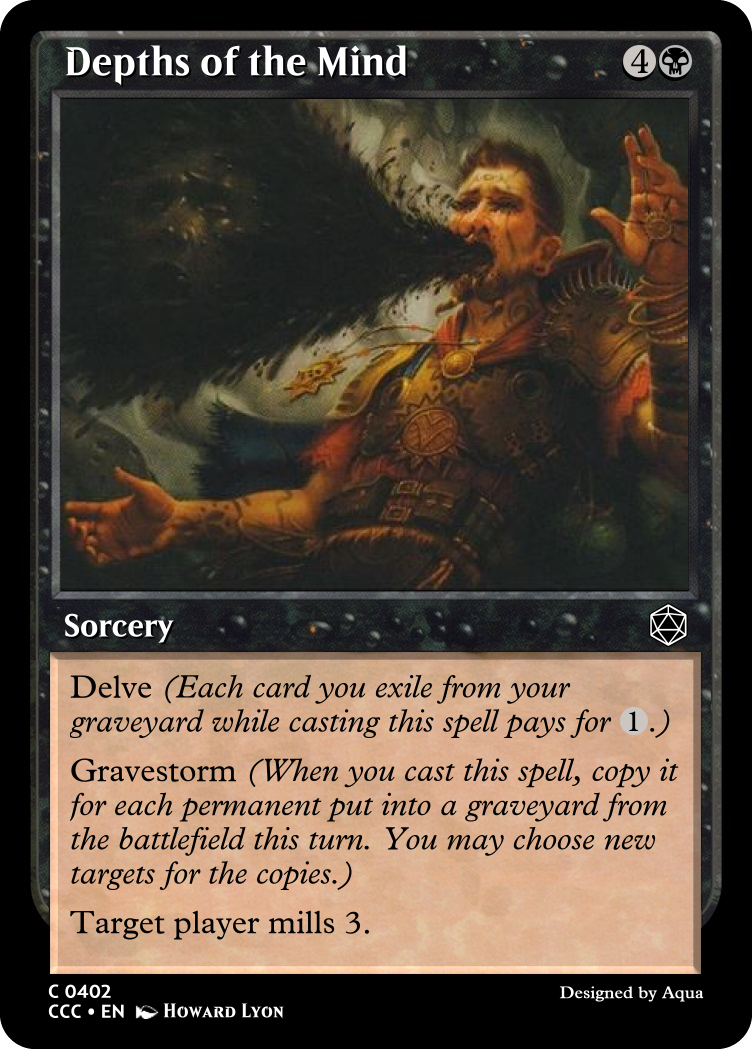 Depths of the Mind 4
Sorcery
Delve (Each card you exile from your
graveyard while casting this spell pays for 1.)
Gravestorm (When you cast this spell, copy it
for each permanent put into a graveyard from
the battlefield this turn. You may choose new
targets for the copies.)
Target player mills 3.
C 0402
CCC • EN Howard Lyon
Designed by Aqua